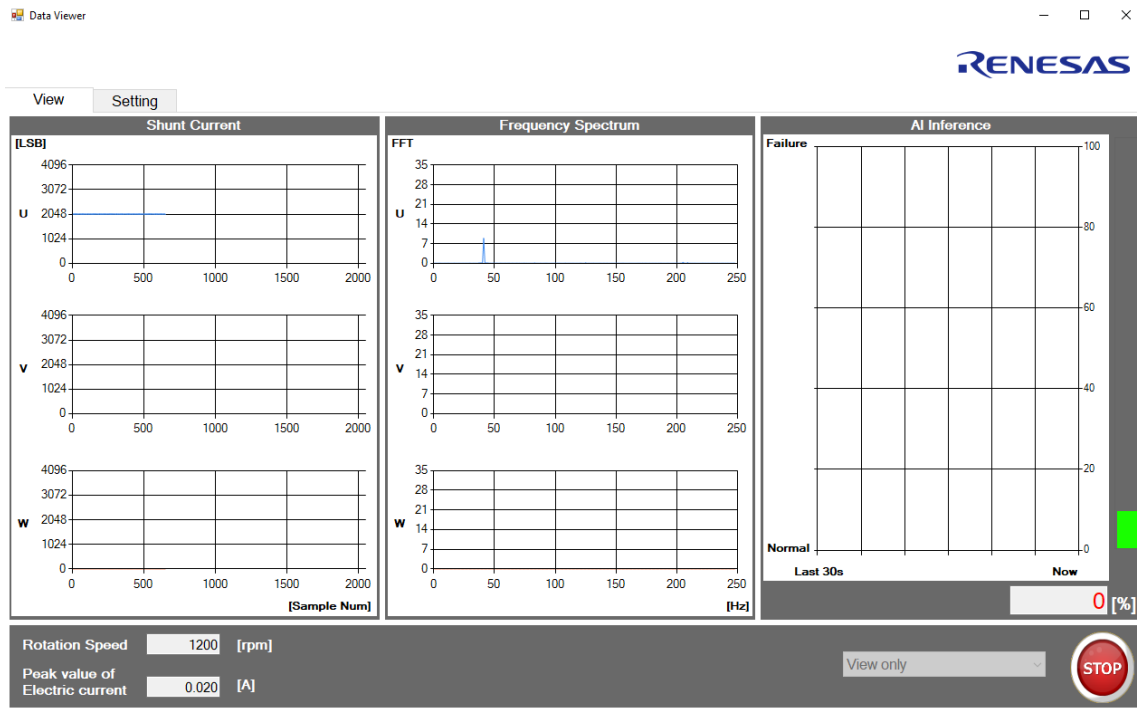 Data Viewer
RENESAS
View Setting
Shunt Current
[LSB]
4096
3072
U 2048
1024
0
0 500 1000 1500 2000
4096
3072
V 2048
1024
0
0 500 1000 1500 2000
4096
3072
W 2048
1024
0
0 500 1000 1500 2000
[Sample Num]
Frequency Spectrum
FFT
35
28
21
U 14
7
0
0 50 100 150 200 250
35
28
21
V 14
7
0
0 50 100 150 200 250
35
28
21
W 14
7
0
0 50 100 150 200 250
[Hz]
AI Inference
Failure 100
80
60
40
20
Normal 0
Last 30s Now
0 [%]
Rotation Speed 1200 [rpm]
Peak value of
Electric current 0.020 [A]
View only
STOP